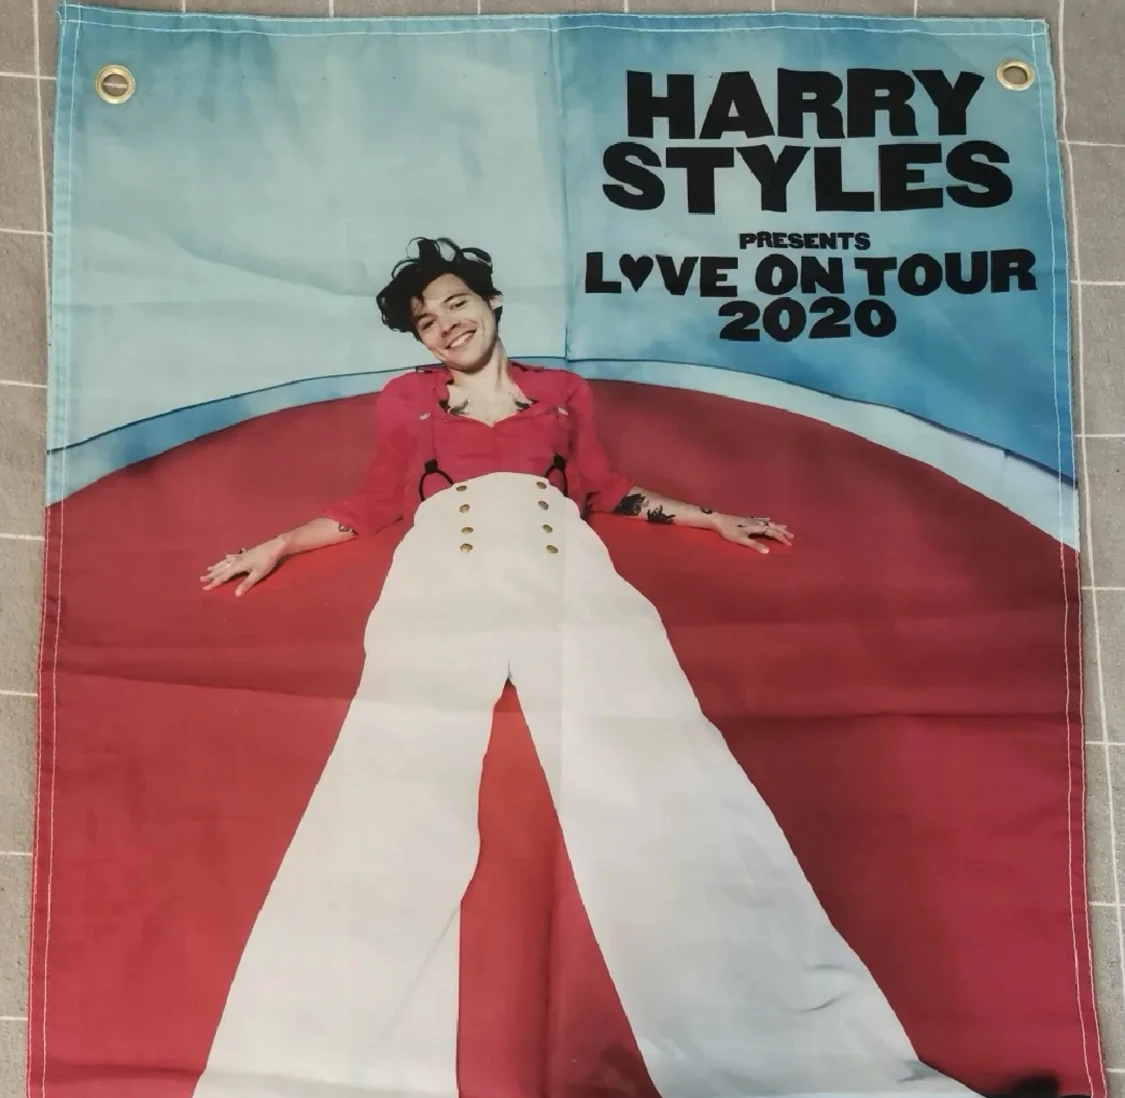 HARRY
STYLES
PRESENTS
L♥VE ON TOUR
2020